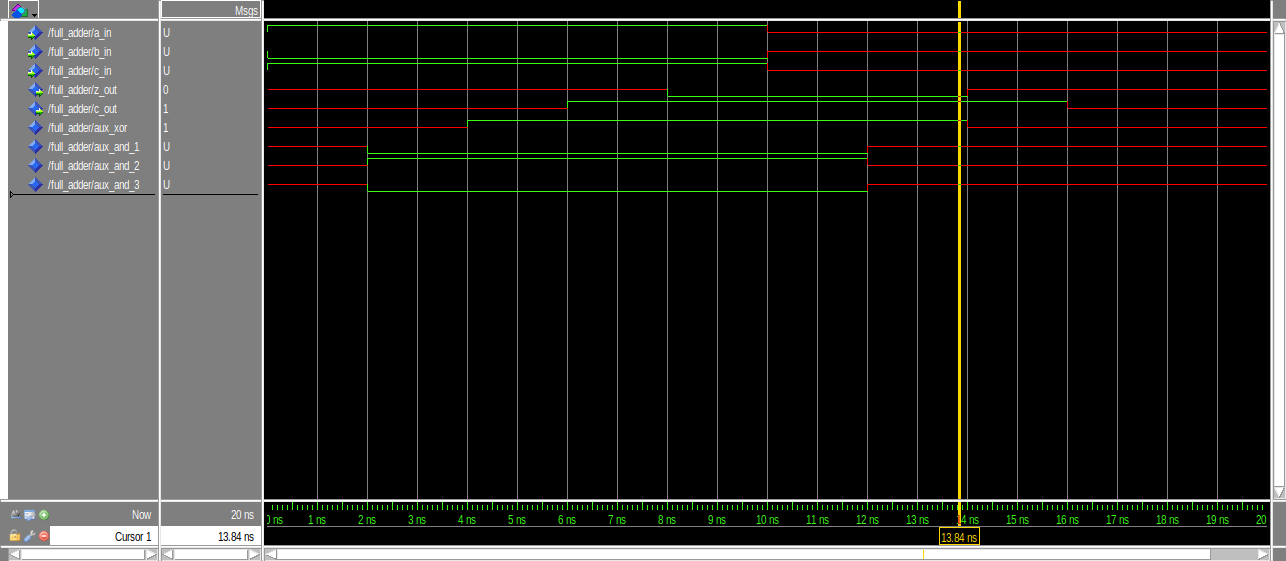 Msgs
/full_adder/a_in U
/full_adder/b_in U
/full_adder/c_in U
/full_adder/z_out 0
/full_adder/c_out 1
/full_adder/aux_xor 1
/full_adder/aux_and_1 U
/full_adder/aux_and_2 U
/full_adder/aux_and_3 U
Now 20 ns 0 ns 1 ns 2 ns 3 ns 4 ns 5 ns 6 ns 7 ns 8 ns 9 ns 10 ns 11 ns 12 ns 13 ns 14 ns 15 ns 16 ns 17 ns 18 ns 19 ns 20
Cursor 1 13.84 ns 13.84 ns